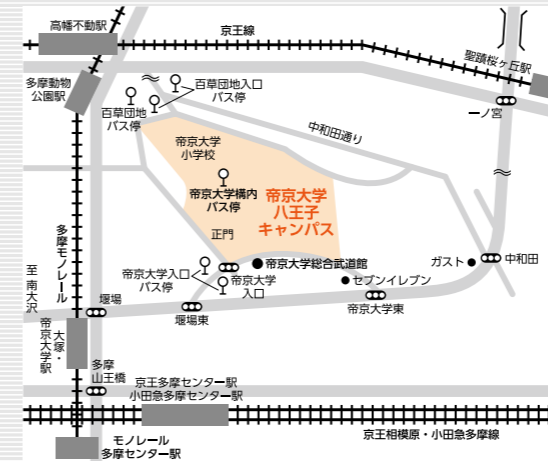 高幡不動駅
京王線
聖蹟桜ヶ丘駅
多摩動物
公園駅
百草団地入口
バス停
百草団地
バス停
一ノ宮
中和田通り
帝京大学
小学校
帝京大学構内
バス停
帝京大学
八王子
キャンパス
正門
多摩モノレール
至 南大沢
帝京大学入口
バス停
帝京大学総合武道館
帝京大学
入口
ガスト
中和田
セブンイレブン
堰場
堰場東
帝京大学東
大塚・
帝京大学駅
多摩
山王橋
京王多摩センター駅
小田急多摩センター駅
京王相模原・小田急多摩線
モノレール
多摩センター駅